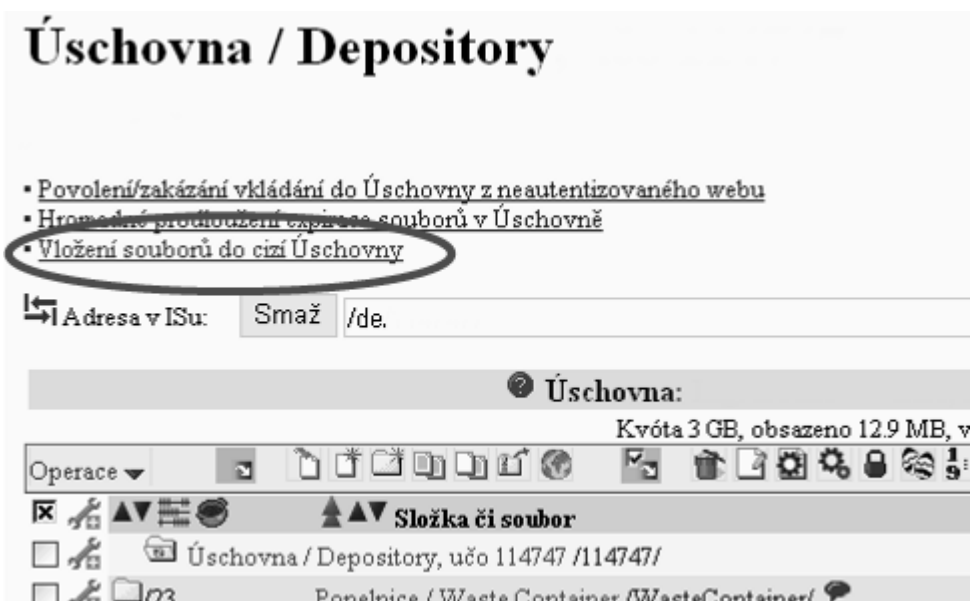 Úschovna / Depository
▪ Povolení/zakázání vkládání do Úschovny z neautentizovaného webu
▪ Hromadné prodloužení expirace souborů v Úschovně
▪ Vložení souborů do cizí Úschovny
Adresa v ISu: Smaž /de.
Úschovna:
Kvóta 3 GB, obsazeno 12.9 MB, v
Operace
Složka či soubor
Úschovna / Depository, učo 114747 /114747/
/23 Popelnice / Waste Container /WasteContainer/